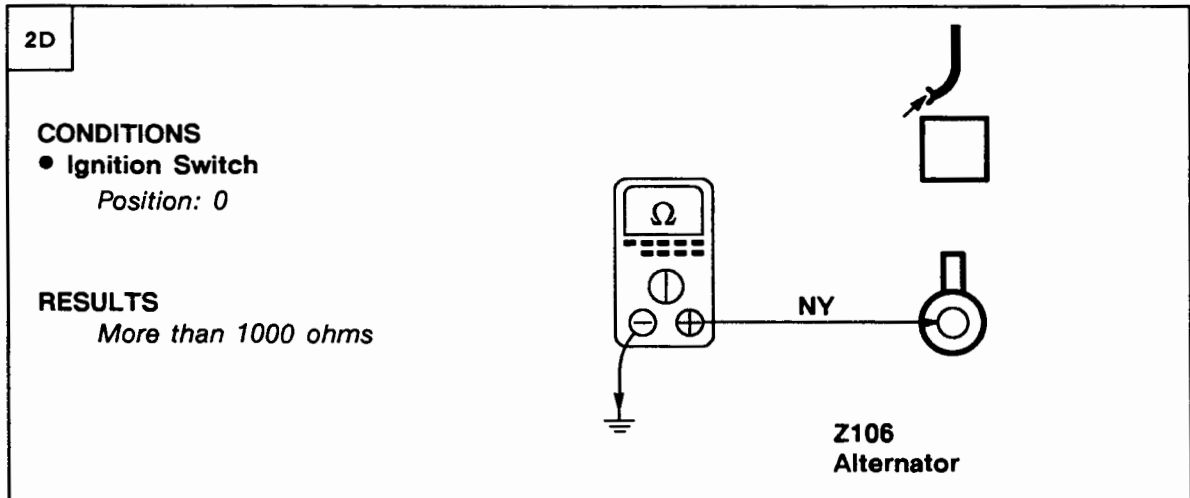 2D
CONDITIONS
● Ignition Switch
Position: 0
RESULTS
More than 1000 ohms
Ω
NY
Z106
Alternator